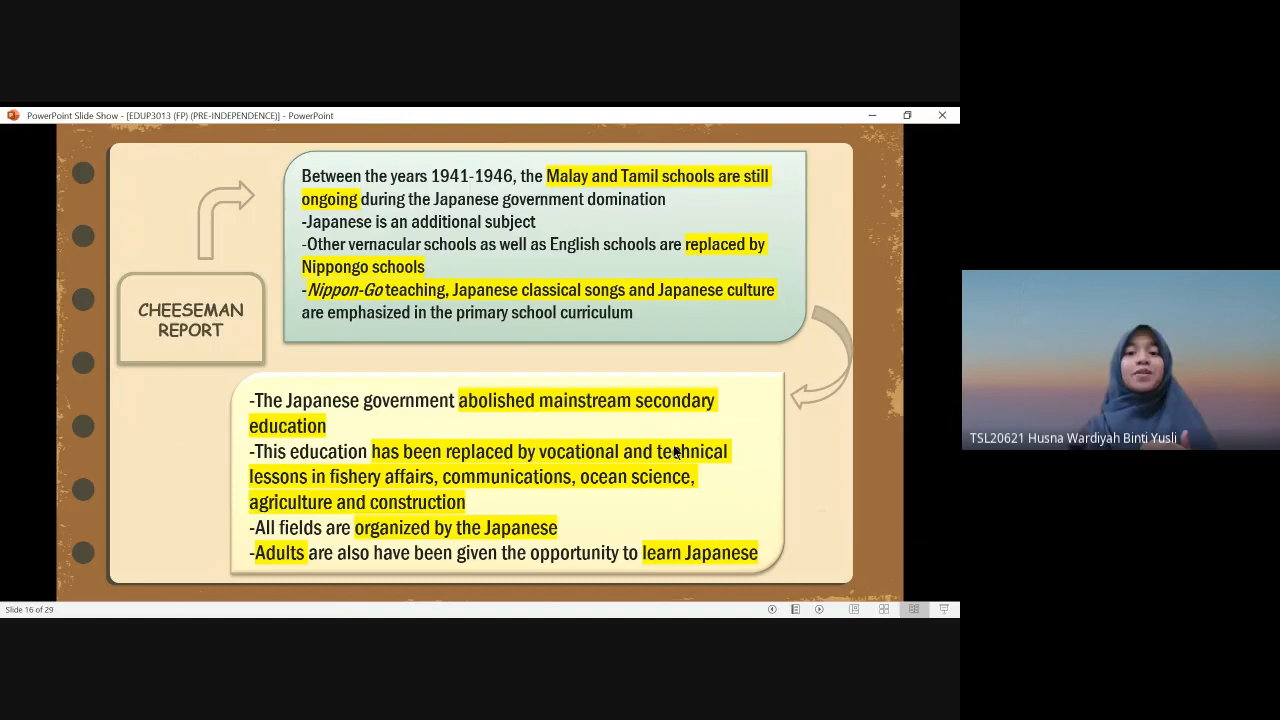 PowerPoint Slide Show - [EDUP3013 (FP) (PRE-INDEPENDENCE)] - PowerPoint
Between the years 1941-1946, the Malay and Tamil schools are still
ongoing during the Japanese government domination
-Japanese is an additional subject
-Other vernacular schools as well as English schools are replaced by
Nippongo schools
-Nippon-Go teaching, Japanese classical songs and Japanese culture
are emphasized in the primary school curriculum
CHEESEMAN
REPORT
-The Japanese government abolished mainstream secondary
education
-This education has been replaced by vocational and technical
lessons in fishery affairs, communications, ocean science,
agriculture and construction
-All fields are organized by the Japanese
-Adults are also have been given the opportunity to learn Japanese
Slide 16 of 29
TSL20621 Husna Wardiyah Binti Yusli